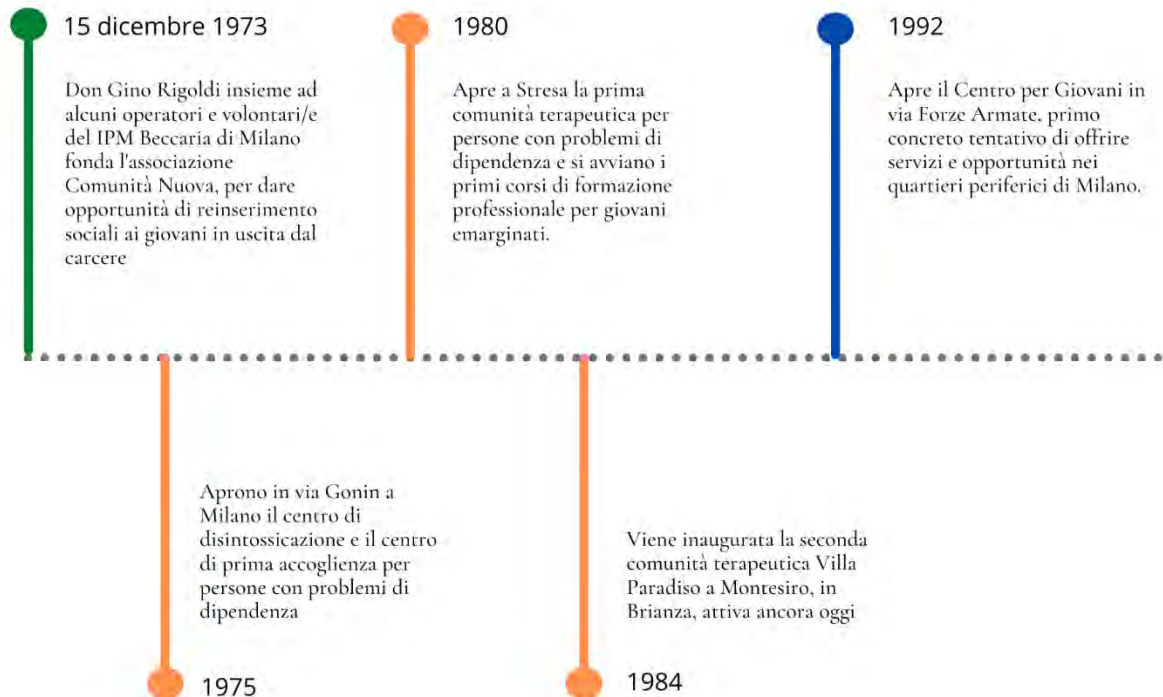 15 dicembre 1973
Don Gino Rigoldi insieme ad
alcuni operatori e volontari/e
del IPM Beccaria di Milano
fonda l'associazione
Comunità Nuova, per dare
opportunità di reinserimento
sociali ai giovani in uscita dal
carcere
1980
Apre a Stresa la prima
comunità terapeutica per
persone con problemi di
dipendenza e si avviano i
primi corsi di formazione
professionale per giovani
emarginati.
1992
Apre il Centro per Giovani in
via Forze Armate, primo
concreto tentativo di offrire
servizi e opportunità nei
quartieri periferici di Milano.
Aprono in via Gonin a
Milano il centro di
disintossicazione e il centro
di prima accoglienza per
persone con problemi di
dipendenza
1975
Viene inaugurata la seconda
comunità terapeutica Villa
Paradiso a Montesiro, in
Brianza, attiva ancora oggi
1984